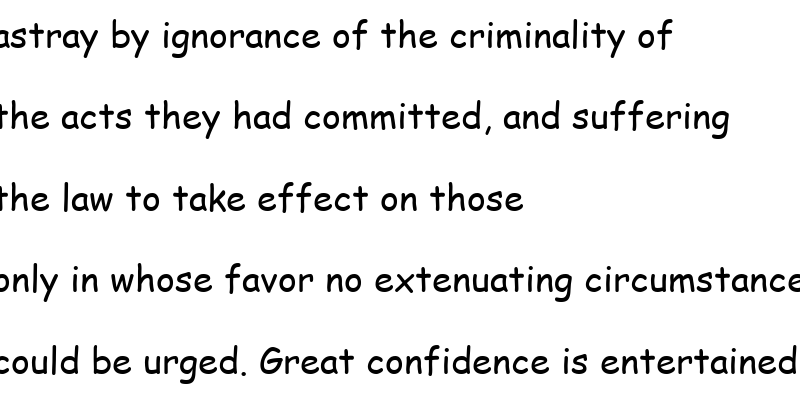 astray by ignorance of the criminality of
the acts they had committed, and suffering
the law to take effect on those
only in whose favor no extenuating circumstance
could be urged. Great confidence is entertained